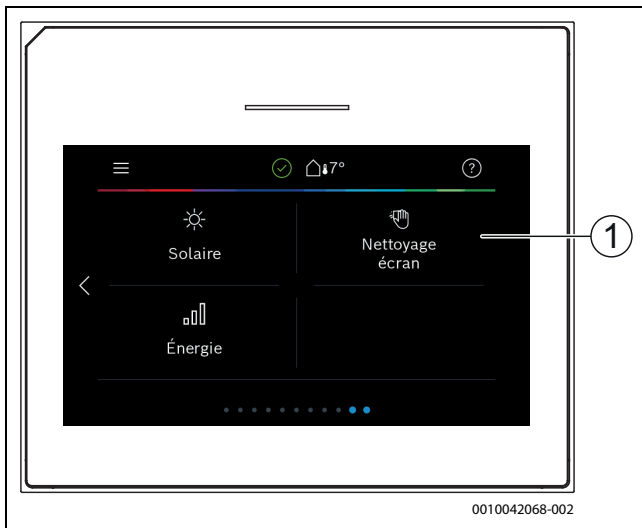 7°
?
Solaire
Nettoyage
écran
1
Énergie
0010042068-002